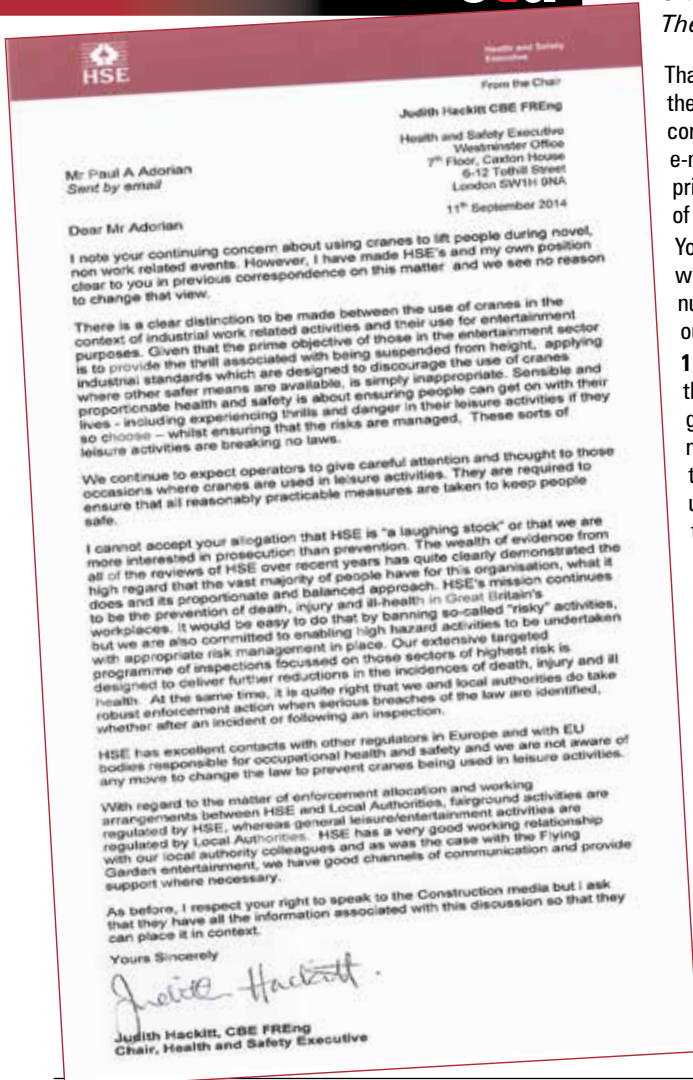 The
HSE
Health and Safety
Executive
From the Chair
Judith Hackitt CBE FREng
Health and Safety Executive
Westminster Office
7th Floor, Caxton House
6-12 Tothill Street
London SW1H 9NA
Mr Paul A Adorian
Sent by email
11th September 2014
Dear Mr Adorian
I note your continuing concern about using cranes to lift people during novel,
non work related events. However, I have made HSE's and my own position
clear to you in previous correspondence on this matter and we see no reason
to change that view.
There is a clear distinction to be made between the use of cranes in the
context of industrial work related activities and their use for entertainment
purposes. Given that the prime objective of those in the entertainment sector
is to provide the thrill associated with being suspended from height, applying
industrial standards which are designed to discourage the use of cranes
where other safer means are available, is simply inappropriate. Sensible and
proportionate health and safety is about ensuring people can get on with their
lives - including experiencing thrills and danger in their leisure activities if they
so choose – whilst ensuring that the risks are managed. These sorts of
leisure activities are breaking no laws.
We continue to expect operators to give careful attention and thought to those
occasions where cranes are used in leisure activities. They are required to
ensure that all reasonably practicable measures are taken to keep people
safe.
I cannot accept your allegation that HSE is "a laughing stock" or that we are
more interested in prosecution than prevention. The wealth of evidence from
all of the reviews of HSE over recent years has quite clearly demonstrated the
high regard that the vast majority of people have for this organisation, what it
does and its proportionate and balanced approach. HSE's mission continues
to be the prevention of death, injury and ill-health in Great Britain's
workplaces. It would be easy to do that by banning so-called "risky" activities,
but we are also committed to enabling high hazard activities to be undertaken
with appropriate risk management in place. Our extensive targeted
programme of inspections focussed on those sectors of highest risk is
designed to deliver further reductions in the incidences of death, injury and ill
health. At the same time, it is quite right that we and local authorities do take
robust enforcement action when serious breaches of the law are identified,
whether after an incident or following an inspection.
HSE has excellent contacts with other regulators in Europe and with EU
bodies responsible for occupational health and safety and we are not aware of
any move to change the law to prevent cranes being used in leisure activities.
With regard to the matter of enforcement allocation and working
arrangements between HSE and Local Authorities, fairground activities are
regulated by HSE, whereas general leisure/entertainment activities are
regulated by Local Authorities. HSE has a very good working relationship
with our local authority colleagues and as was the case with the Flying
Garden entertainment, we have good channels of communication and provide
support where necessary.
As before, I respect your right to speak to the Construction media but I ask
that they have all the information associated with this discussion so that they
can place it in context.
Yours Sincerely
Judith Hackitt.
Judith Hackitt, CBE FREng
Chair, Health and Safety Executive